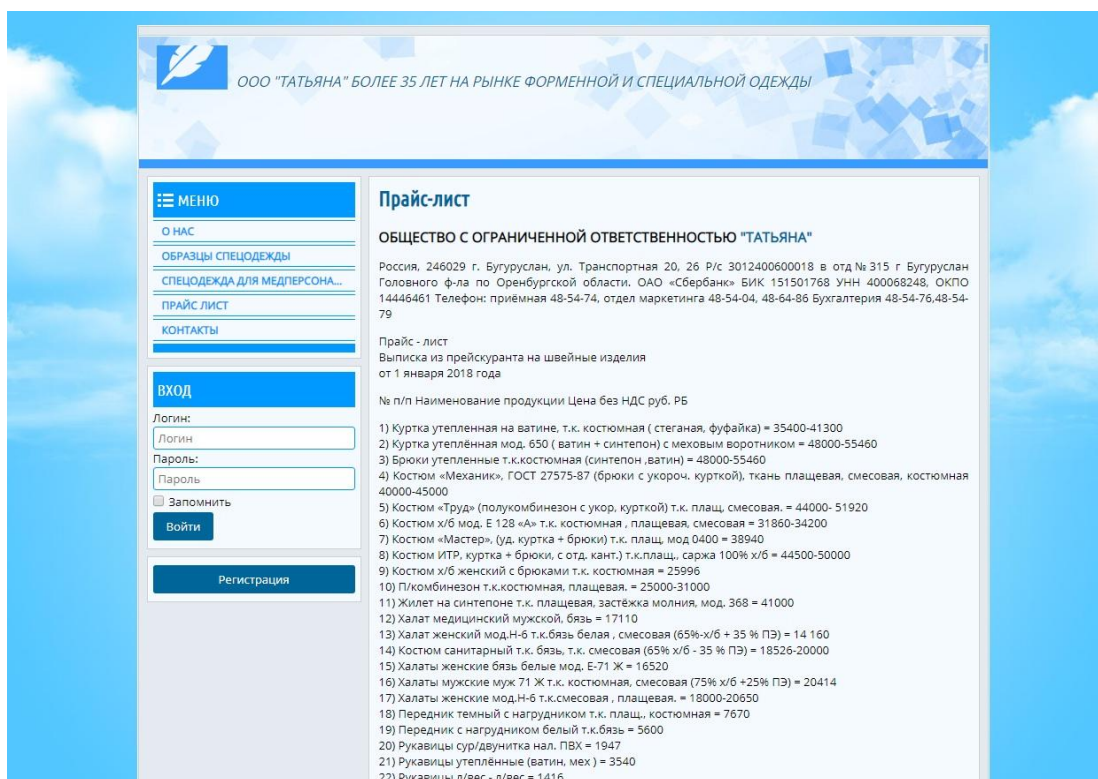 ООО "ТАТЬЯНА" БОЛЕЕ 35 ЛЕТ НА РЫНКЕ ФОРМЕННОЙ И СПЕЦИАЛЬНОЙ ОДЕЖДЫ
МЕНЮ
О НАС
ОБРАЗЦЫ СПЕЦОДЕЖДЫ
СПЕЦОДЕЖДА ДЛЯ МЕДПЕРСОНА...
ПРАЙС ЛИСТ
КОНТАКТЫ
ВХОД
Логин:
Логин
Пароль:
Пароль
Запомнить
Войти
Регистрация
Прайс-лист
ОБЩЕСТВО С ОГРАНИЧЕННОЙ ОТВЕТСТВЕННОСТЬЮ "ТАТЬЯНА"
Россия, 246029 г. Бугуруслан, ул. Транспортная 20, 26 Р/с 3012400600018 в отд № 315 г Бугуруслан
Головного ф-ла по Оренбургской области. ОАО «Сбербанк» БИК 151501768 УНН 400068248, ОКПО
14446461 Телефон: приёмная 48-54-74, отдел маркетинга 48-54-04, 48-64-86 Бухгалтерия 48-54-76,48-54-
79
Прайс - лист
Выписка из прейскуранта на швейные изделия
от 1 января 2018 года
№ п/п Наименование продукции Цена без НДС руб. РБ
1) Куртка утепленная на ватине, т.к. костюмная ( стеганая, фуфайка) = 35400-41300
2) Куртка утеплённая мод. 650 ( ватин + синтепон) с меховым воротником = 48000-55460
3) Брюки утепленные т.к.костюмная (синтепон ,ватин) = 48000-55460
4) Костюм «Механик», ГОСТ 27575-87 (брюки с укороч. курткой), ткань плащевая, смесовая, костюмная
40000-45000
5) Костюм «Труд» (полукомбинезон с укор, курткой) т.к. плащ, смесовая. = 44000- 51920
6) Костюм х/б мод. Е 128 «А» т.к. костюмная , плащевая, смесовая = 31860-34200
7) Костюм «Мастер», (уд. куртка + брюки) т.к. плащ, мод 0400 = 38940
8) Костюм ИТР, куртка + брюки, с отд. кант.) т.к.плащ., саржа 100% х/б = 44500-50000
9) Костюм х/б женский с брюками т.к. костюмная = 25996
10) П/комбинезон т.к.костюмная, плащевая. = 25000-31000
11) Жилет на синтепоне т.к. плащевая, застёжка молния, мод. 368 = 41000
12) Халат медицинский мужской, бязь = 17110
13) Халат женский мод.Н-6 т.к.бязь белая , смесовая (65%-х/б + 35 % ПЭ) = 14 160
14) Костюм санитарный т.к. бязь, т.к. смесовая (65% х/б - 35 % ПЭ) = 18526-20000
15) Халаты женские бязь белые мод. Е-71 Ж = 16520
16) Халаты мужские муж 71 Ж т.к. костюмная, смесовая (75% х/б +25% ПЭ) = 20414
17) Халаты женские мод.Н-6 т.к.смесовая , плащевая. = 18000-20650
18) Передник темный с нагрудником т.к. плащ., костюмная = 7670
19) Передник с нагрудником белый т.к.бязь = 5600
20) Рукавицы сур/двунитка нал. ПВХ = 1947
21) Рукавицы утеплённые (ватин, мех ) = 3540
22) Рукавицы п/вес - п/вес = 1416